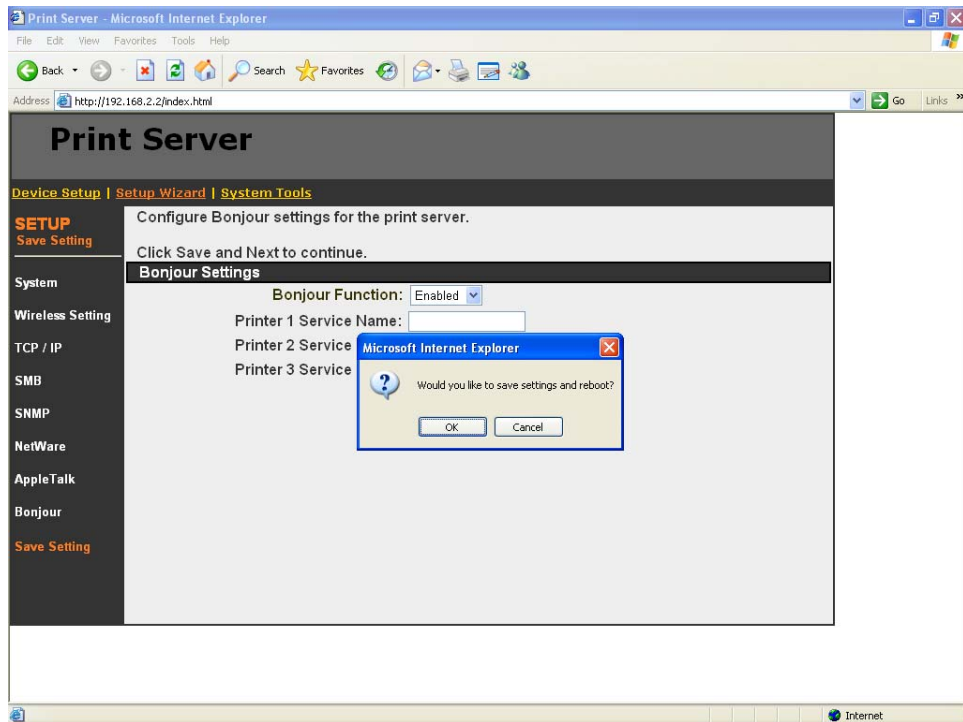 Print Server - Microsoft Internet Explorer
File Edit View Favorites Tools Help
Back Search Favorites
Address http://192.168.2.2/index.html Go Links »
Print Server
Device Setup | Setup Wizard | System Tools
SETUP
Save Setting
System
Wireless Setting
TCP / IP
SMB
SNMP
NetWare
AppleTalk
Bonjour
Save Setting
Configure Bonjour settings for the print server.
Click Save and Next to continue.
Bonjour Settings
Bonjour Function: Enabled
Printer 1 Service Name:
Printer 2 Service
Printer 3 Service
Microsoft Internet Explorer
Would you like to save settings and reboot?
OK Cancel
Internet